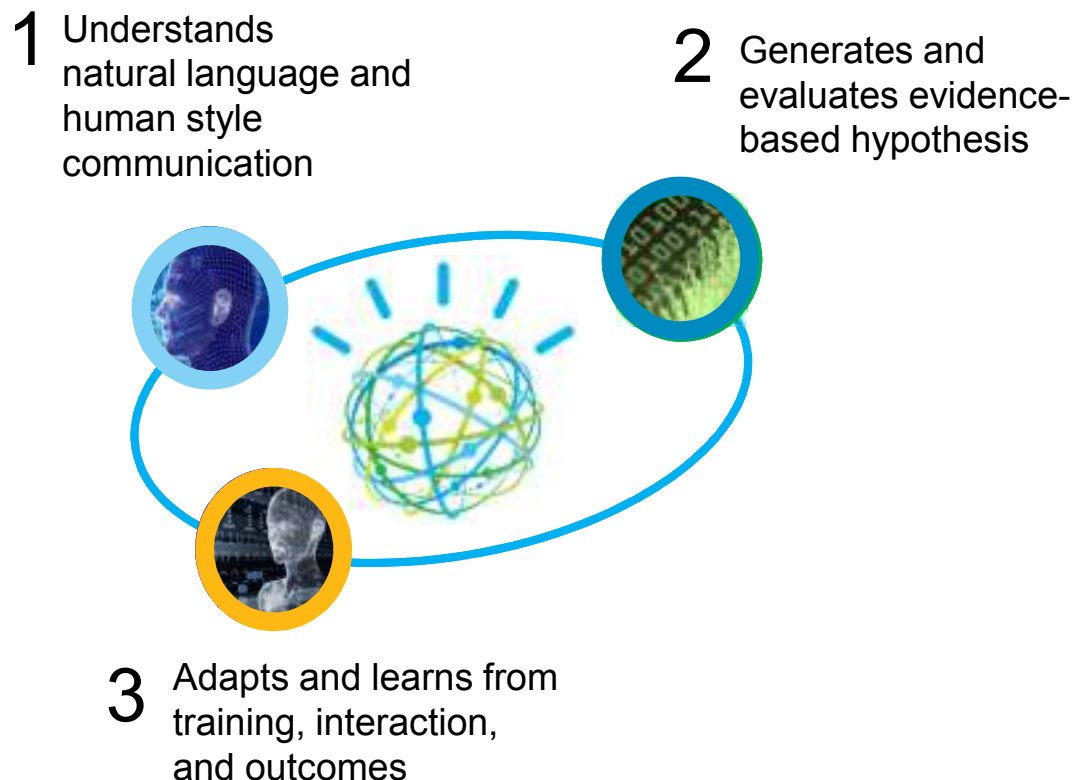 1
Understands
natural language and
human style
communication
2
Generates and
evaluates evidence-
based hypothesis
3
Adapts and learns from
training, interaction,
and outcomes